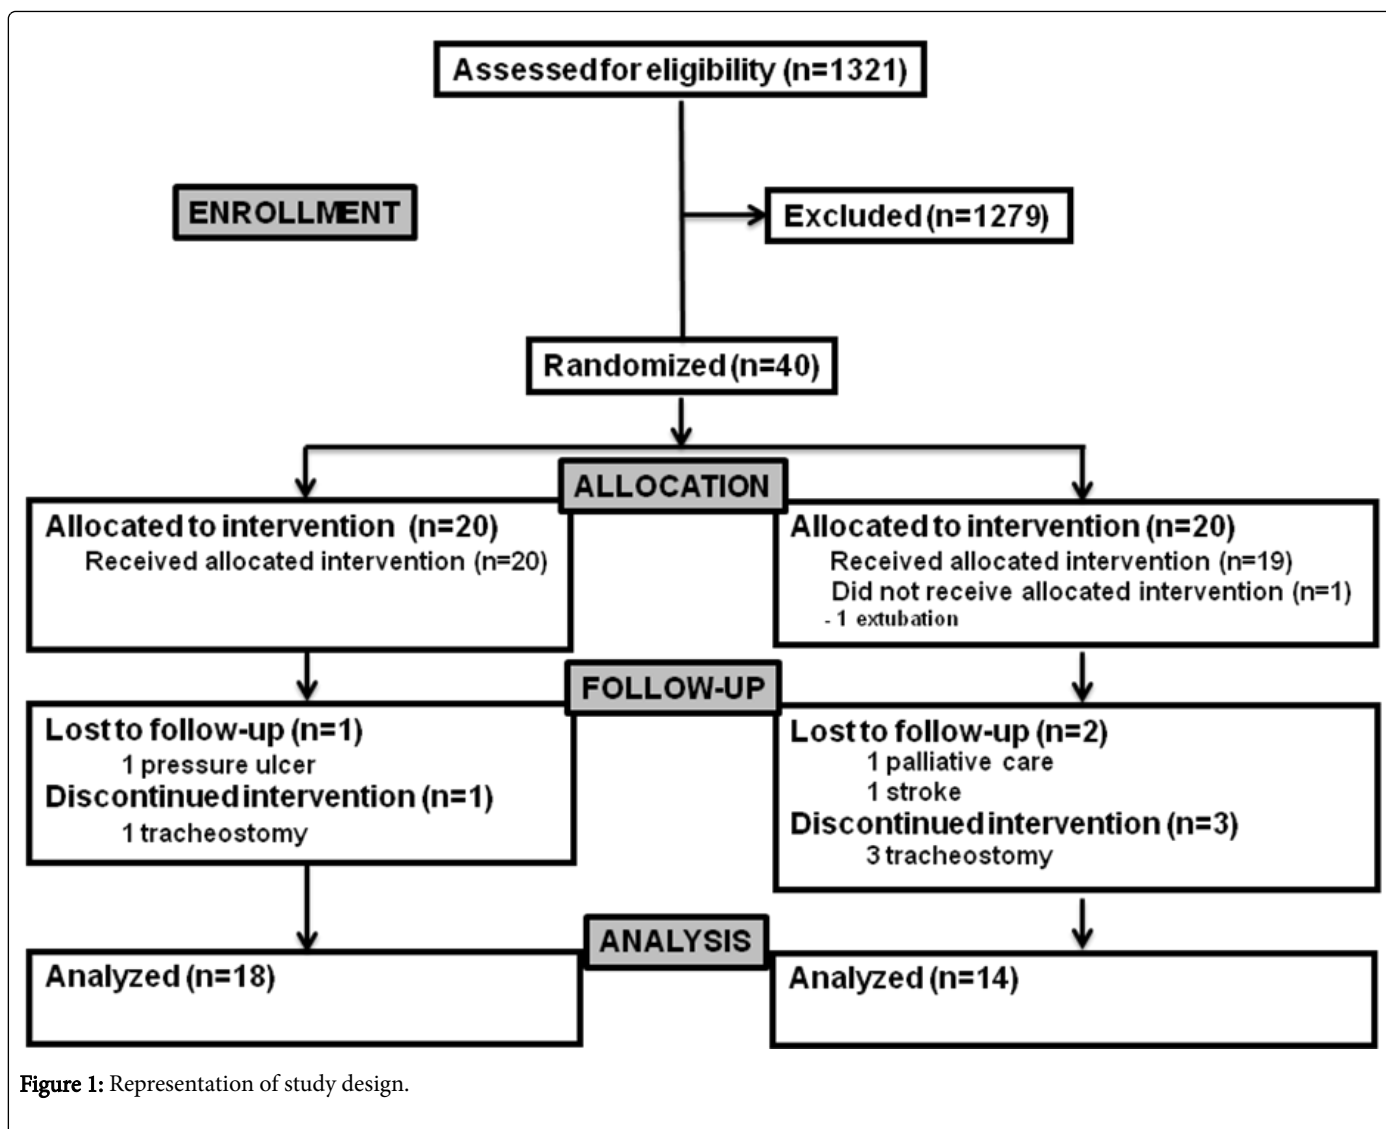 Assessed for eligibility (n=1321)
ENROLLMENT
Excluded (n=1279)
Randomized (n=40)
ALLOCATION
Allocated to intervention (n=20)
Received allocated intervention (n=20)
Allocated to intervention (n=20)
Received allocated intervention (n=19)
Did not receive allocated intervention (n=1)
- 1 extubation
FOLLOW-UP
Lost to follow-up (n=1)
1 pressure ulcer
Discontinued intervention (n=1)
1 tracheostomy
Lost to follow-up (n=2)
1 palliative care
1 stroke
Discontinued intervention (n=3)
3 tracheostomy
ANALYSIS
Analyzed (n=18)
Analyzed (n=14)
Figure 1: Representation of study design.